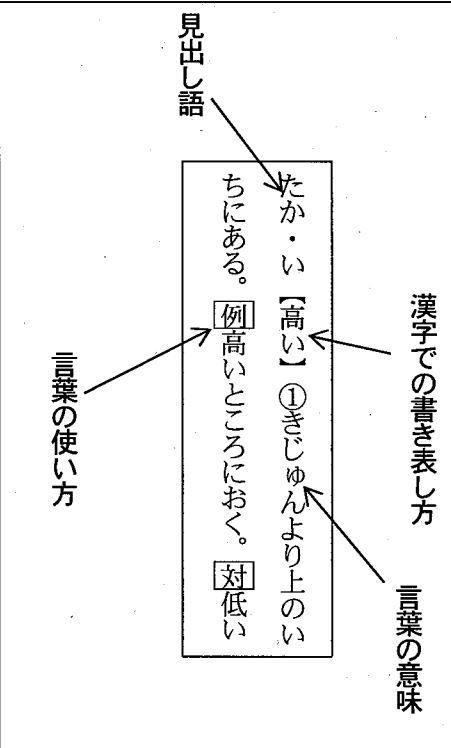 見出し語
漢字での書き表し方
たか・い【高い】①きじゅんより上のい
ちにある。例高いところにおく。対低い
言葉の意味
言葉の使い方